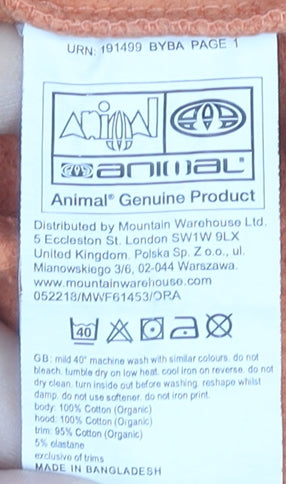 URN: 191499 BYBA PAGE 1
animal
animal®
Animal® Genuine Product
Distributed by Mountain Warehouse Ltd.
5 Eccleston St. London SW1W 9LX
United Kingdom. Polska Sp. Z o.o., ul.
Mianowskiego 3/6, 02-044 Warszawa.
www.mountainwarehouse.com
052218/MWF61453/ORA
40
GB: mild 40° machine wash with similar colours. do not
bleach. tumble dry on low heat. cool iron on reverse. do not
dry clean. turn inside out before washing. reshape whilst
damp. do not use softener. do not iron print.
body: 100% Cotton (Organic)
hood: 100% Cotton (Organic)
trim: 95% Cotton (Organic)
5% elastane
exclusive of trims
MADE IN BANGLADESH